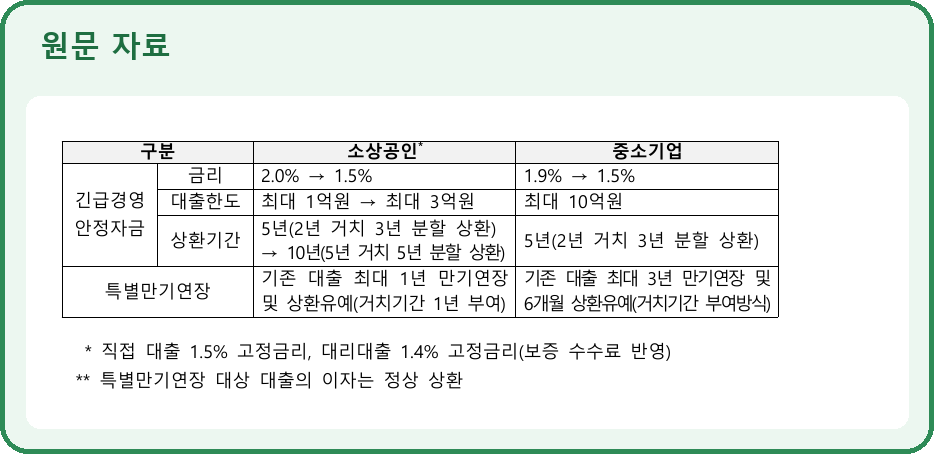 원문 자료
구분 소상공인* 중소기업
긴급경영
안정자금
금리 2.0% → 1.5% 1.9% → 1.5%
대출한도 최대 1억원 → 최대 3억원 최대 10억원
상환기간 5년(2년 거치 3년 분할 상환)
→ 10년(5년 거치 5년 분할 상환)
5년(2년 거치 3년 분할 상환)
특별만기연장
기존 대출 최대 1년 만기연장
및 상환유예(거치기간 1년 부여)
기존 대출 최대 3년 만기연장 및
6개월 상환유예(거치기간 부여방식)
* 직접 대출 1.5% 고정금리, 대리대출 1.4% 고정금리(보증 수수료 반영)
** 특별만기연장 대상 대출의 이자는 정상 상환